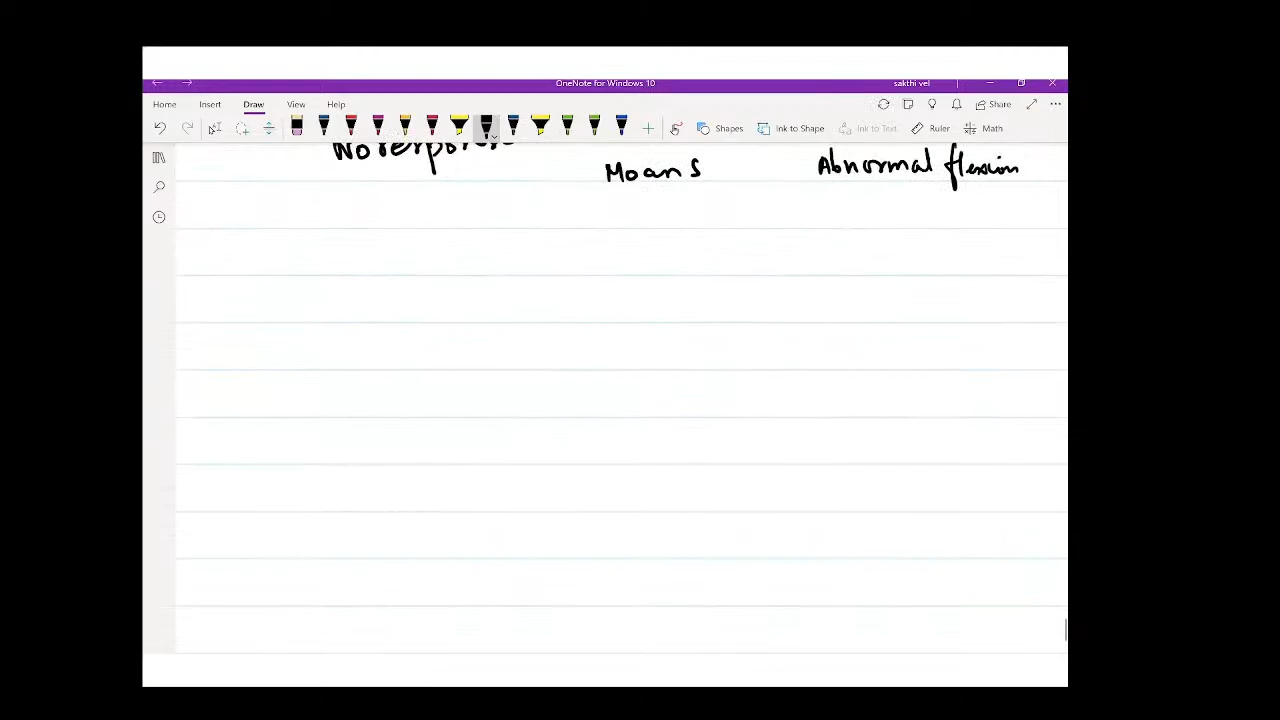 OneNote for Windows 10 sakthi vel
Home Insert Draw View Help Share
Shapes Ink to Shape Ink to Text Ruler Math
No
Moans Abnormal flexion